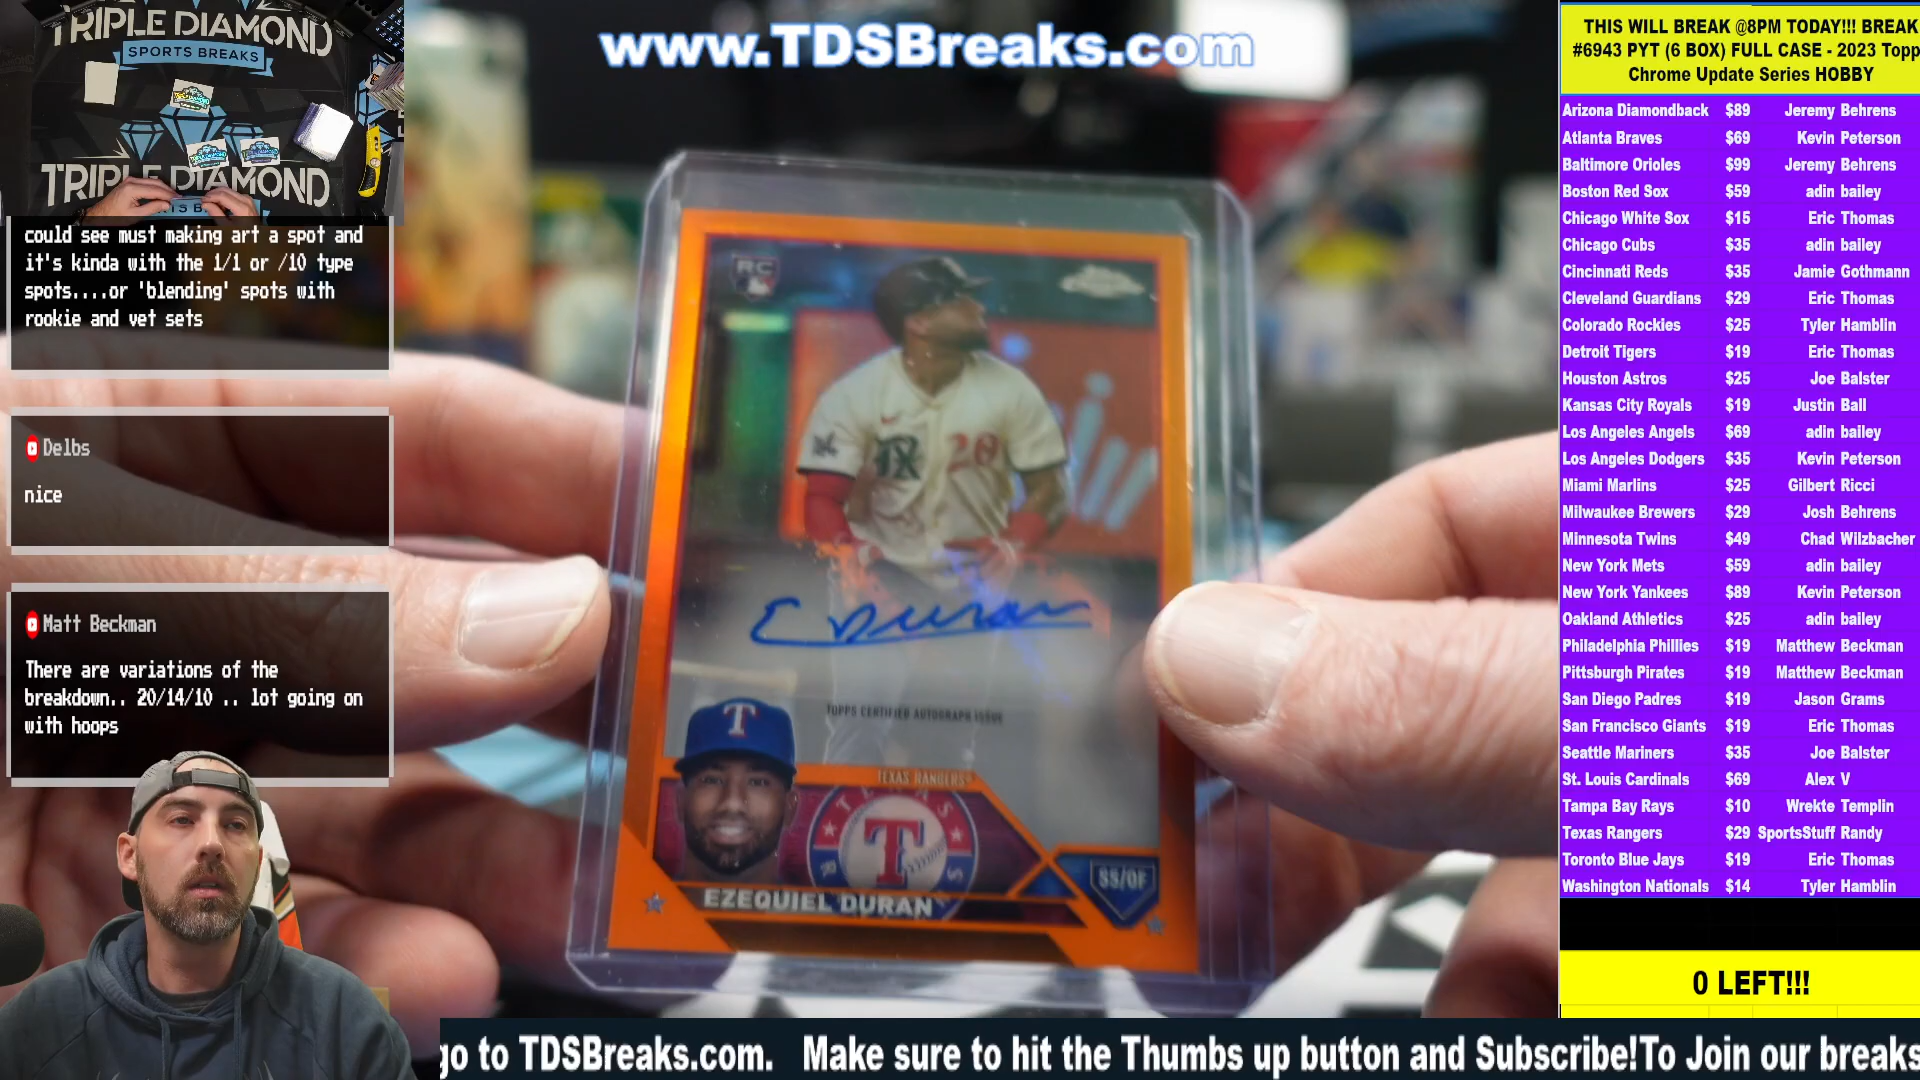 TRIPLE DIAMOND
SPORTS BREAKS
TRIPLE DIAMOND
could see must making art a spot and
it's kinda with the 1/1 or /10 type
spots....or 'blending' spots with
rookie and vet sets
Delbs
nice
Matt Beckman
There are variations of the
breakdown.. 20/14/10 .. lot going on
with hoops
www.TDSBreaks.com
RC
20
E Duran
TOPPS CERTIFIED AUTOGRAPH ISSUE
TEXAS RANGERS
T
T
SS/OF
EZEQUIEL DURAN
THIS WILL BREAK @8PM TODAY!!! BREAK
#6943 PYT (6 BOX) FULL CASE - 2023 Topp
Chrome Update Series HOBBY
Arizona Diamondback $89 Jeremy Behrens
Atlanta Braves $69 Kevin Peterson
Baltimore Orioles $99 Jeremy Behrens
Boston Red Sox $59 adin bailey
Chicago White Sox $15 Eric Thomas
Chicago Cubs $35 adin bailey
Cincinnati Reds $35 Jamie Gothmann
Cleveland Guardians $29 Eric Thomas
Colorado Rockies $25 Tyler Hamblin
Detroit Tigers $19 Eric Thomas
Houston Astros $25 Joe Balster
Kansas City Royals $19 Justin Ball
Los Angeles Angels $69 adin bailey
Los Angeles Dodgers $35 Kevin Peterson
Miami Marlins $25 Gilbert Ricci
Milwaukee Brewers $29 Josh Behrens
Minnesota Twins $49 Chad Wilzbacher
New York Mets $59 adin bailey
New York Yankees $89 Kevin Peterson
Oakland Athletics $25 adin bailey
Philadelphia Phillies $19 Matthew Beckman
Pittsburgh Pirates $19 Matthew Beckman
San Diego Padres $19 Jason Grams
San Francisco Giants $19 Eric Thomas
Seattle Mariners $35 Joe Balster
St. Louis Cardinals $69 Alex V
Tampa Bay Rays $10 Wrekte Templin
Texas Rangers $29 SportsStuff Randy
Toronto Blue Jays $19 Eric Thomas
Washington Nationals $14 Tyler Hamblin
0 LEFT!!!
go to TDSBreaks.com. Make sure to hit the Thumbs up button and Subscribe!To Join our breaks